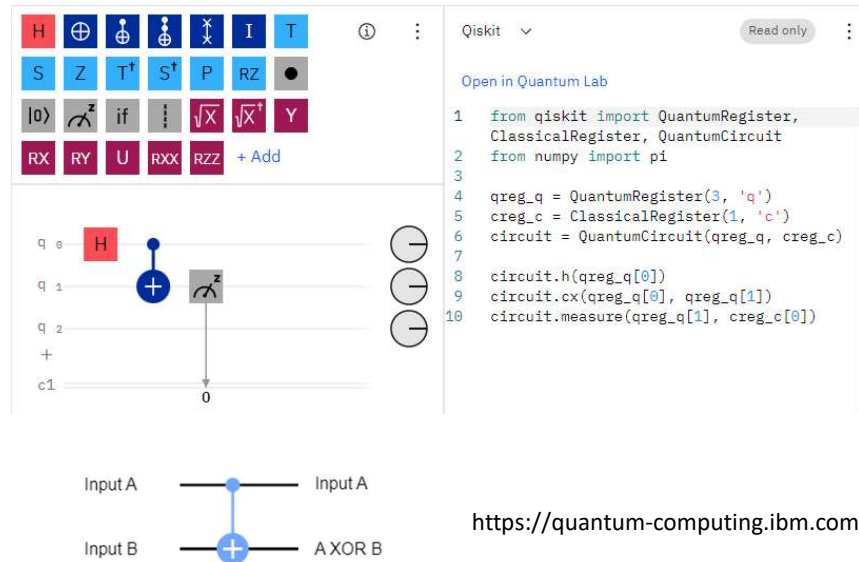 H I T
S Z T† S† P RZ
|0⟩ z if √X √X† Y
RX RY U RXX RZZ + Add
q 0 H
q 1 z
q 2
+
c1
0
Qiskit Read only
Open in Quantum Lab
1 from qiskit import QuantumRegister,
ClassicalRegister, QuantumCircuit
2 from numpy import pi
3
4 qreg_q = QuantumRegister(3, 'q')
5 creg_c = ClassicalRegister(1, 'c')
6 circuit = QuantumCircuit(qreg_q, creg_c)
7
8 circuit.h(qreg_q[0])
9 circuit.cx(qreg_q[0], qreg_q[1])
10 circuit.measure(qreg_q[1], creg_c[0])
Input A Input A
Input B A XOR B
https://quantum-computing.ibm.com